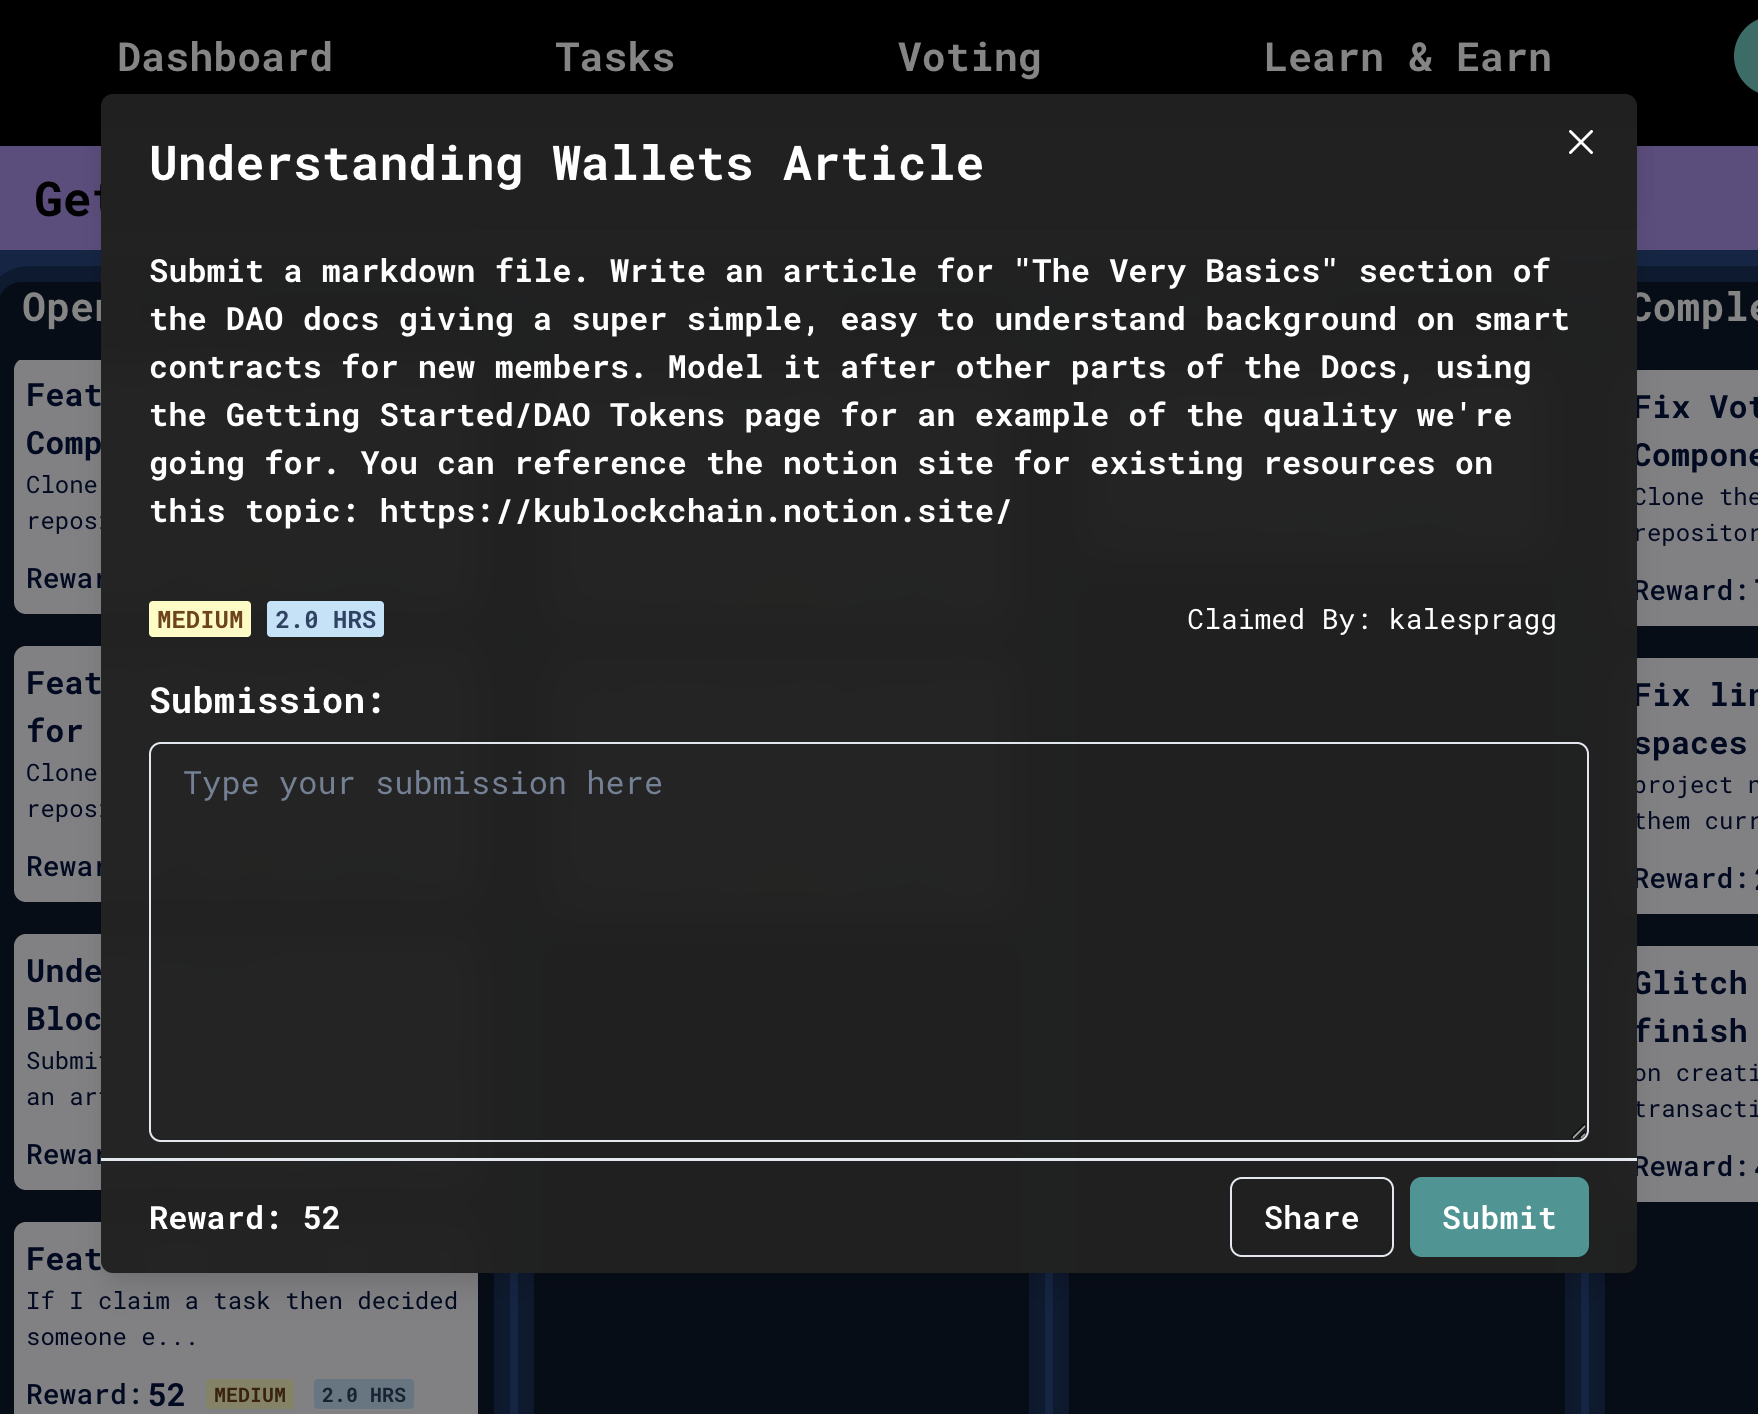 Dashboard Tasks Voting Learn & Earn
Understanding Wallets Article
Submit a markdown file. Write an article for "The Very Basics" section of
the DAO docs giving a super simple, easy to understand background on smart
contracts for new members. Model it after other parts of the Docs, using
the Getting Started/DAO Tokens page for an example of the quality we're
going for. You can reference the notion site for existing resources on
this topic: https://kublockchain.notion.site/
MEDIUM 2.0 HRS Claimed By: kalespragg
Submission:
Type your submission here
Reward: 52 Share Submit
Get
Open
Feat
Comp
Clone
repos
Rewar
Feat
for
Clone
repos
Rewar
Unde
Bloc
Submit
an ar
Rewar
Feat
If I claim a task then decided
someone e...
Reward: 52 MEDIUM 2.0 HRS
Comple
Fix Vot
Compone
Clone the
repositor
Reward:
Fix lin
spaces
project n
them curr
Reward:
Glitch
finish
on creati
transacti
Reward: